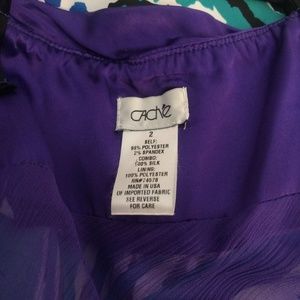 CACHE
2
SELF:
98% POLYESTER
2% SPANDEX
COMBO:
100% SILK
LINING:
100% POLYESTER
RN#74078
MADE IN USA
OF IMPORTED FABRIC
SEE REVERSE
FOR CARE